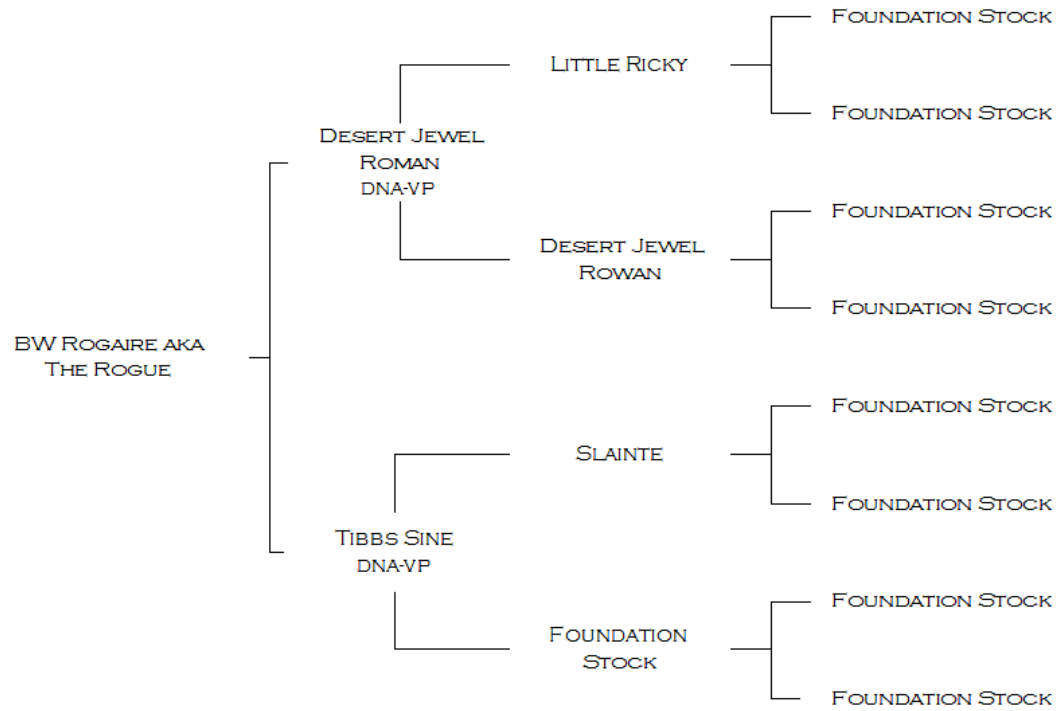 Foundation Stock
Little Ricky
Foundation Stock
Desert Jewel
Roman
DNA-VP
Foundation Stock
Desert Jewel
Rowan
Foundation Stock
BW Rogaire aka
The Rogue
Foundation Stock
Slainte
Foundation Stock
Tibbs Sine
DNA-VP
Foundation Stock
Foundation
Stock
Foundation Stock